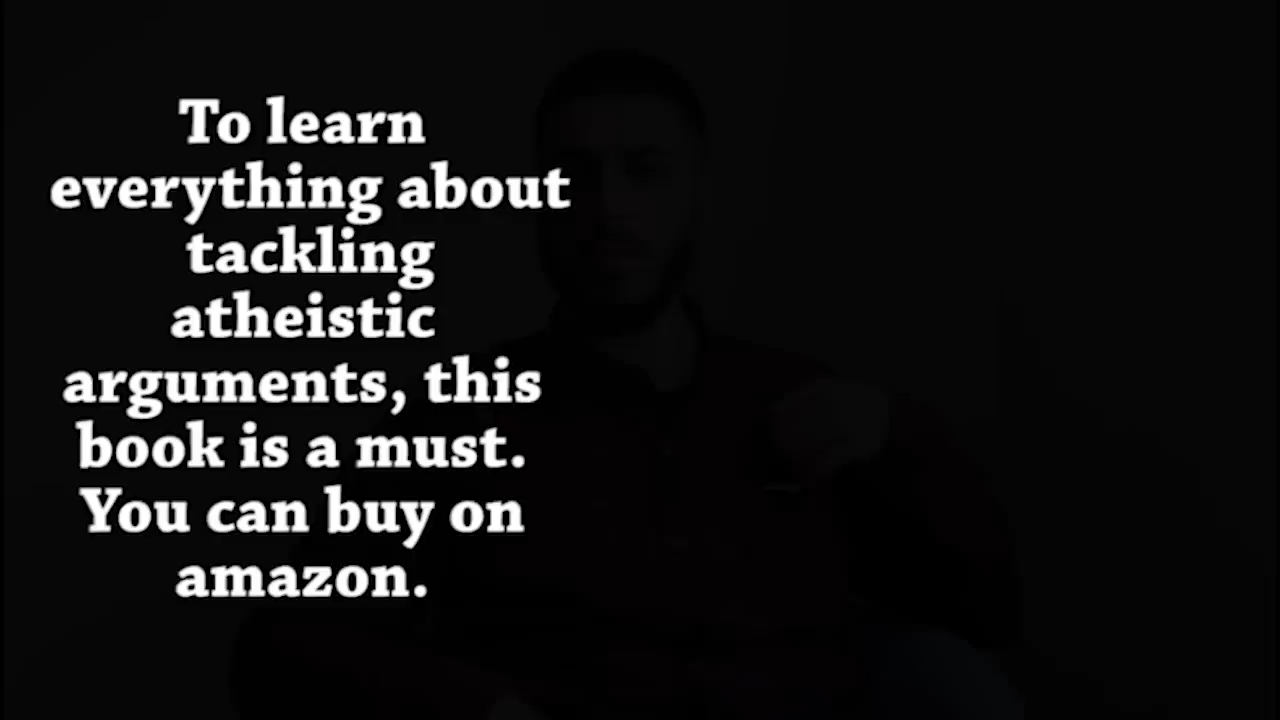 To learn
everything about
tackling
atheistic
arguments, this
book is a must.
You can buy on
amazon.